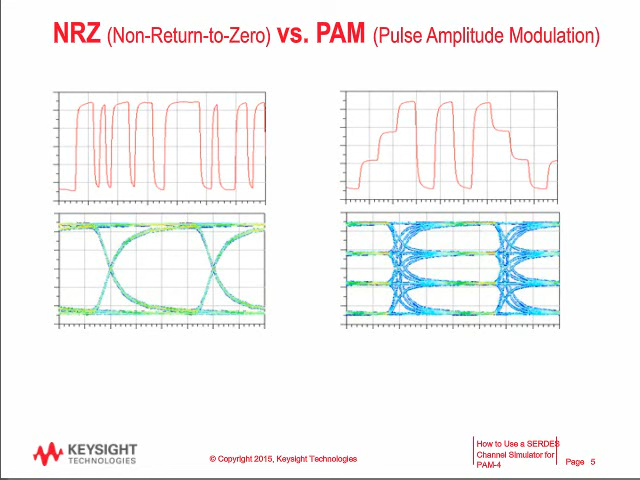 NRZ (Non-Return-to-Zero) vs. PAM (Pulse Amplitude Modulation)
KEYSIGHT
TECHNOLOGIES
© Copyright 2015, Keysight Technologies
How to Use a SERDES
Channel Simulator for
PAM-4
Page 5